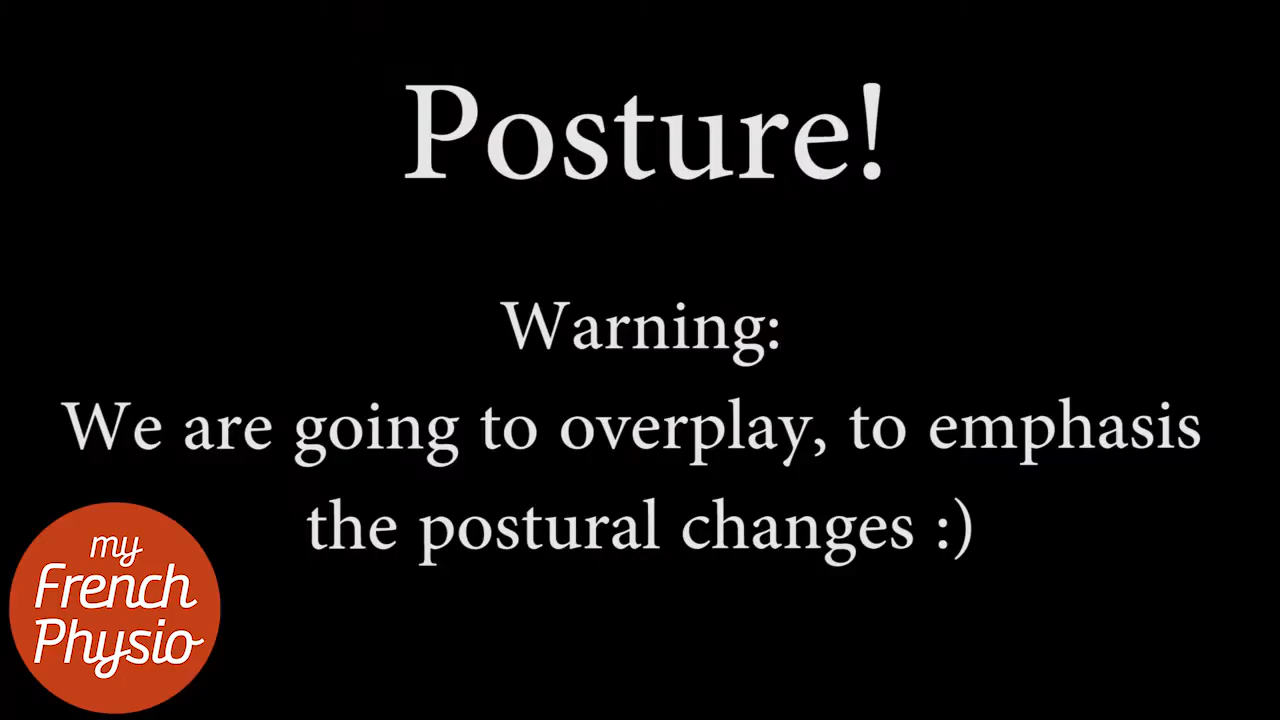 Posture!
Warning:
We are going to overplay, to emphasis
the postural changes :)
my
French
Physio